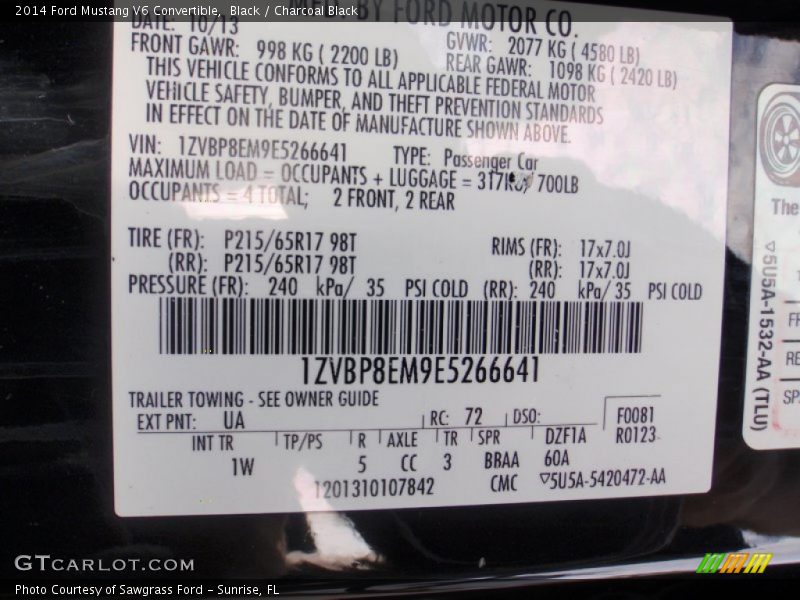 2014 Ford Mustang V6 Convertible,  Black / Charcoal Black
BY FORD MOTOR CO.
DATE: 10/13
FRONT GAWR: 998 KG ( 2200 LB)
GVWR: 2077 KG ( 4580 LB)
REAR GAWR: 1098 KG ( 2420 LB)
THIS VEHICLE CONFORMS TO ALL APPLICABLE FEDERAL MOTOR
VEHICLE SAFETY, BUMPER, AND THEFT PREVENTION STANDARDS
IN EFFECT ON THE DATE OF MANUFACTURE SHOWN ABOVE.
VIN: 1ZVBP8EM9E5266641 TYPE: Passenger Car
MAXIMUM LOAD = OCCUPANTS + LUGGAGE = 317KG/ 700LB
OCCUPANTS = 4 TOTAL; 2 FRONT, 2 REAR
TIRE (FR): P215/65R17 98T RIMS (FR): 17x7.0J
(RR): P215/65R17 98T (RR): 17x7.0J
PRESSURE (FR): 240 kPa/ 35 PSI COLD (RR): 240 kPa/ 35 PSI COLD
1ZVBP8EM9E5266641
TRAILER TOWING - SEE OWNER GUIDE
EXT PNT: UA RC: 72 DSO: F0081
INT TR TP/PS R AXLE TR SPR DZF1A R0123
1W 5 CC 3 BBAA 60A
1201310107842 CMC ▽5U5A-5420472-AA
The
▽5U5A-1532-AA (TLU)
GTCARLOT.COM
Photo Courtesy of Sawgrass Ford - Sunrise, FL